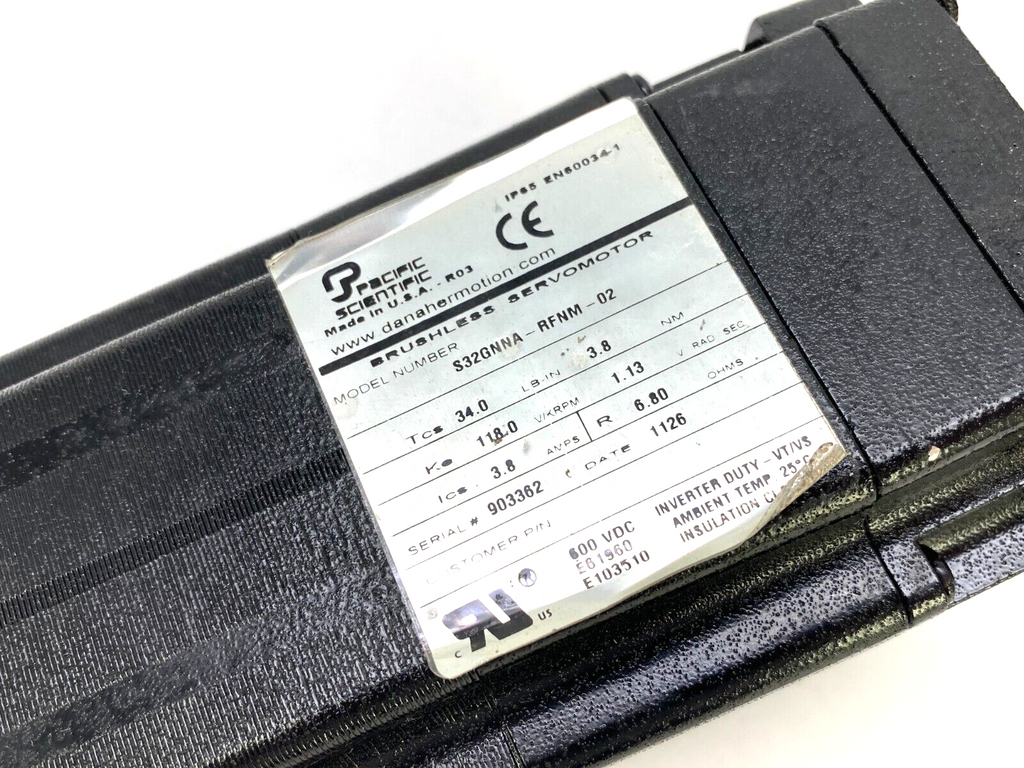 IP65 EN60034-1
CE
PACIFIC
SCIENTIFIC
Made in U.S.A. - R03
www.danahermotion.com
BRUSHLESS SERVOMOTOR
MODEL NUMBER S32GNNA-RFNM-02
Tcs 34.0 LB-IN 3.8 NM
Ke 118.0 V/KRPM 1.13 V RAD SEC
Ics 3.8 AMPS R 6.80 OHMS
SERIAL # 903362 DATE 1126
CUSTOMER P/N
600 VDC INVERTER DUTY - VT/VS
E61960 AMBIENT TEMP. 25°C
E103510 INSULATION
C US